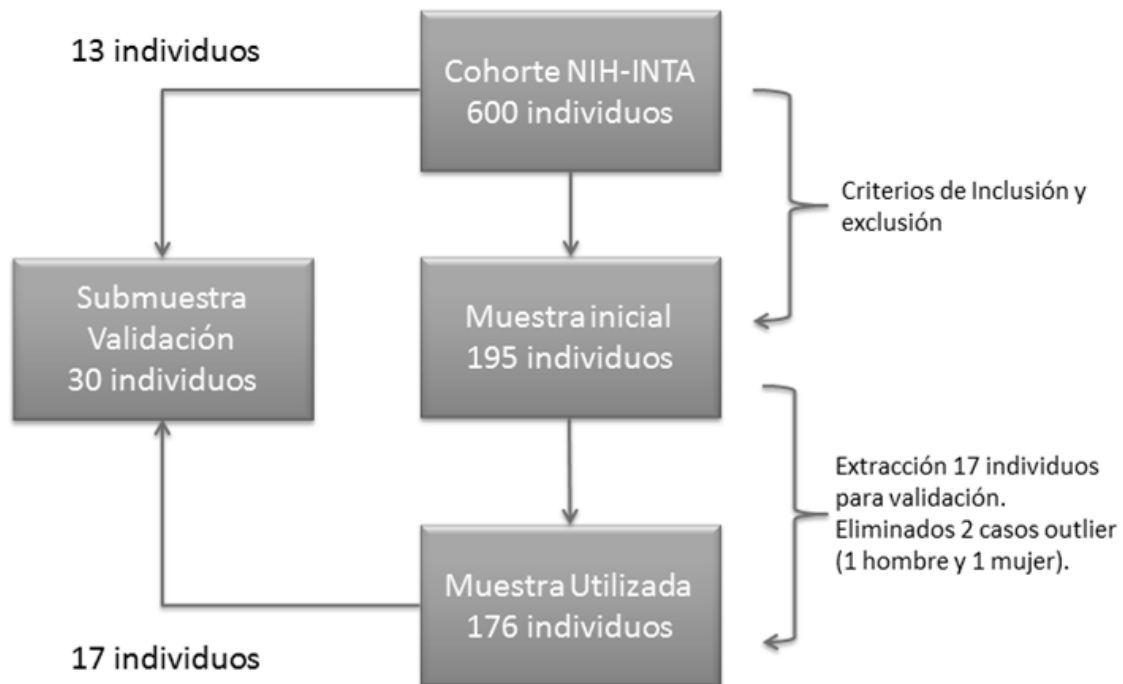 13 individuos
Cohorte NIH-INTA
600 individuos
Criterios de Inclusión y
exclusión
Submuestra
Validación
30 individuos
Muestra inicial
195 individuos
Extracción 17 individuos
para validación.
Eliminados 2 casos outlier
(1 hombre y 1 mujer).
Muestra Utilizada
176 individuos
17 individuos